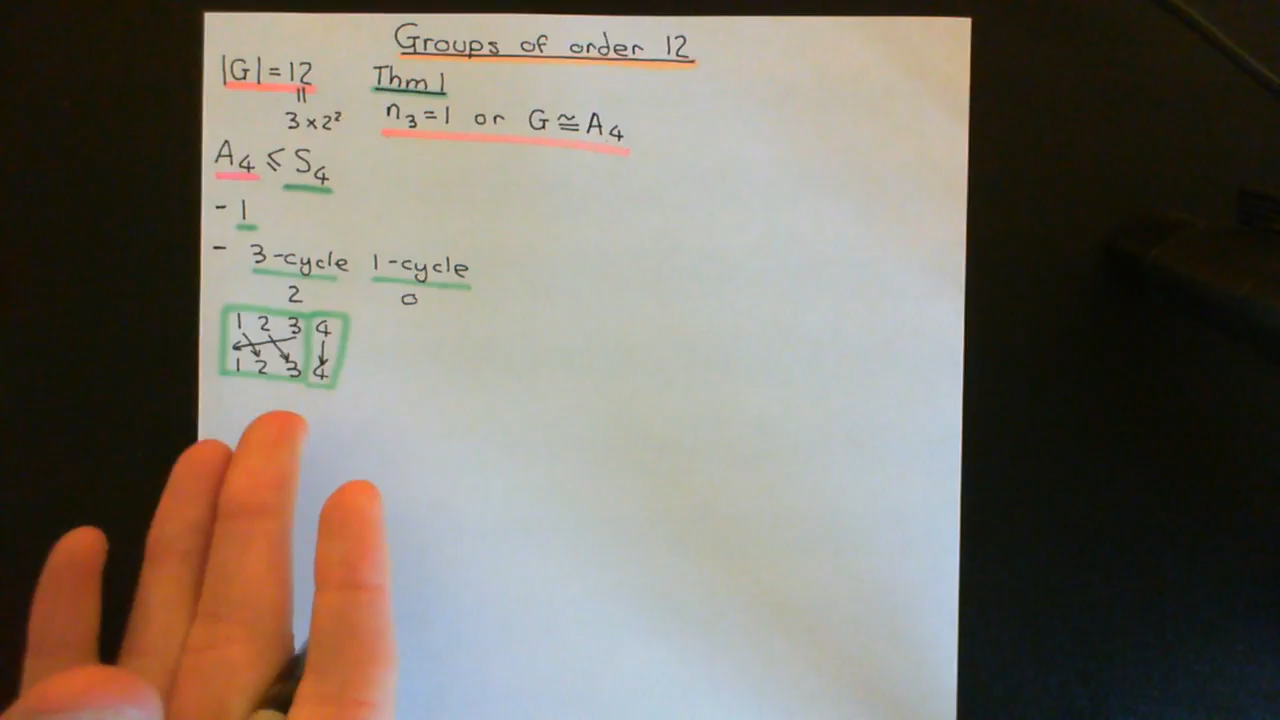 Groups of order 12
|G|=12
=
3×2²
Thm 1
n₃=1 or G≅A₄
A₄ ≤ S₄
- 1
- 3-cycle 1-cycle
2 0
1 2 3 4
1 2 3 4